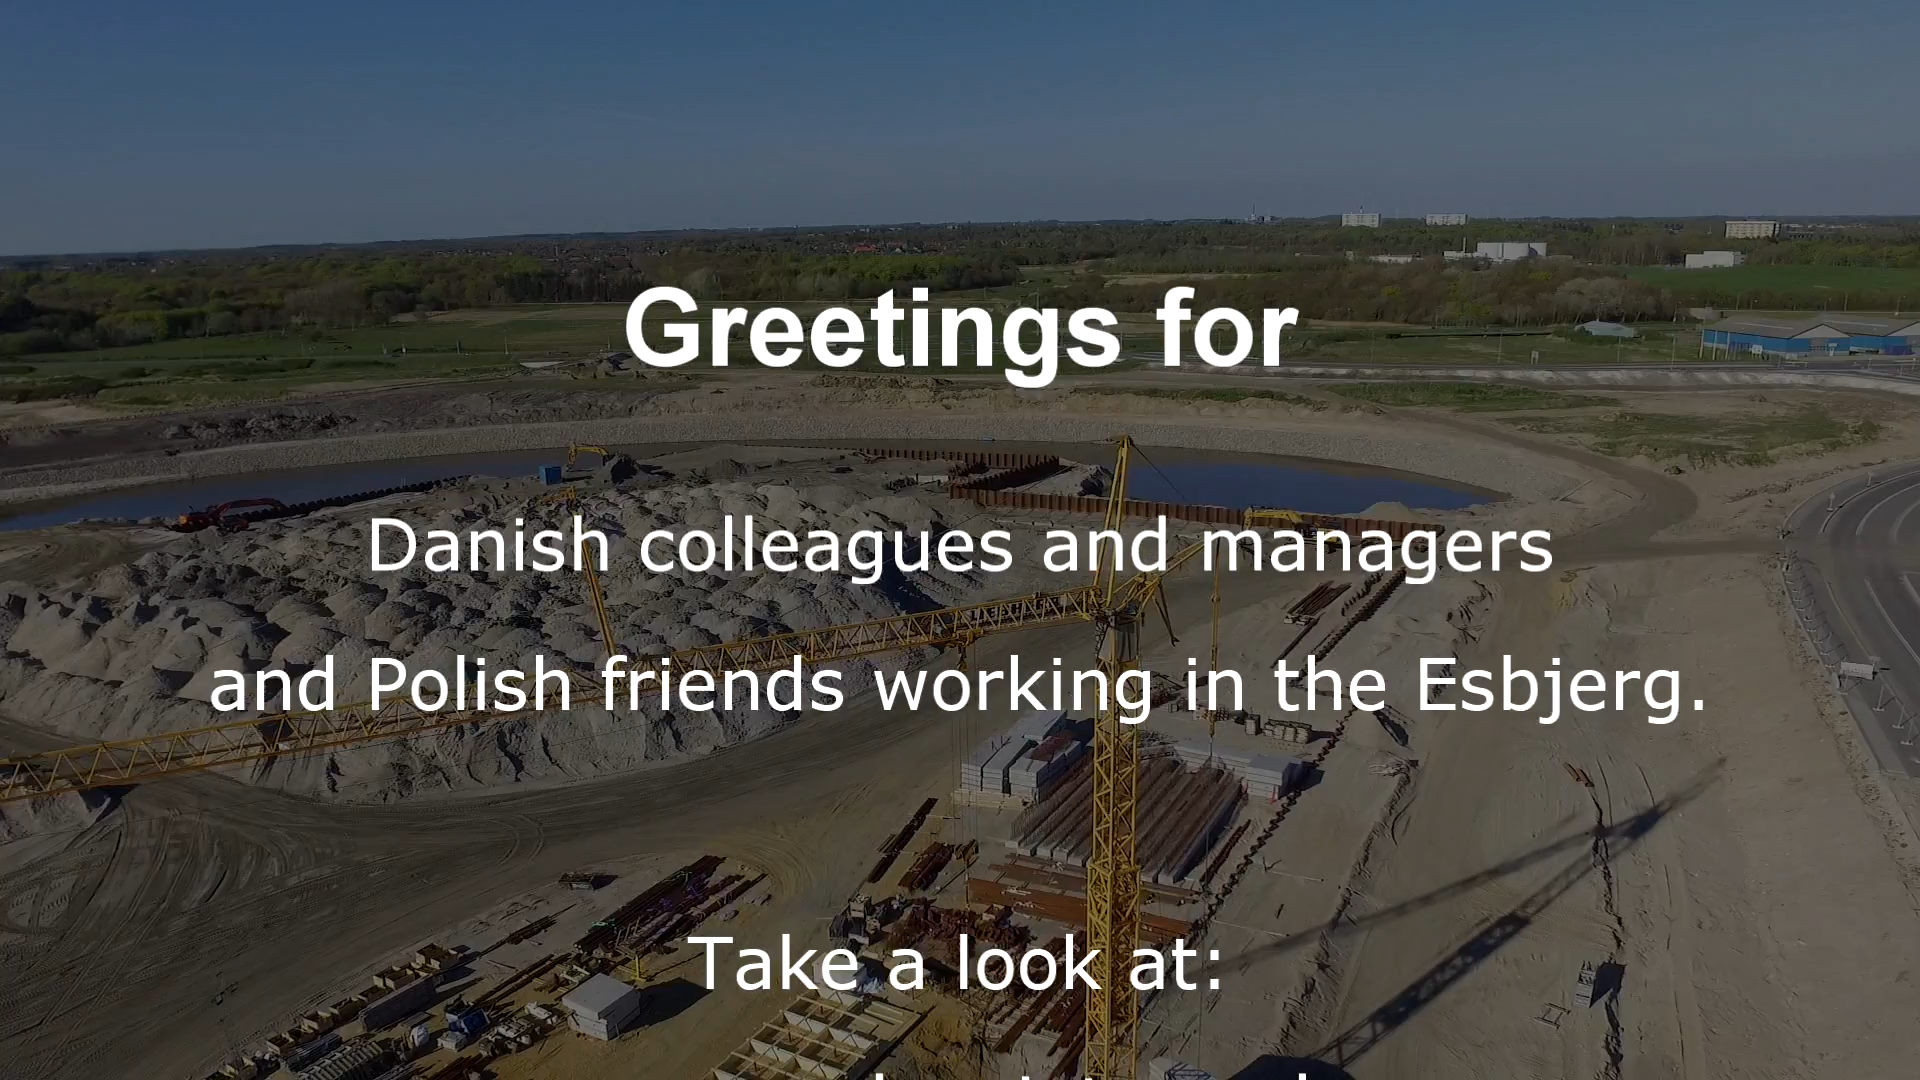 Greetings for
Danish colleagues and managers
and Polish friends working in the Esbjerg.
Take a look at: